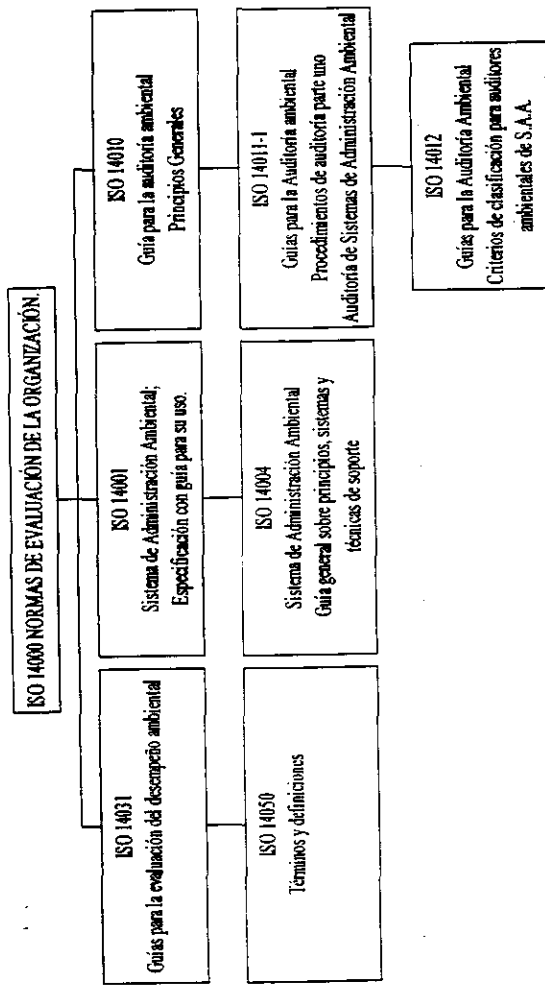 ISO 14000 NORMAS DE EVALUACIÓN DE LA ORGANIZACIÓN.
ISO 14031
Guías para la evaluación del desempeño ambiental
ISO 14050
Términos y definiciones
ISO 14001
Sistema de Administración Ambiental;
Especificación con guía para su uso.
ISO 14004
Sistema de Administración Ambiental
Guía general sobre principios, sistemas y
técnicas de soporte
ISO 14010
Guía para la auditoría ambiental
Principios Generales
ISO 14011-1
Guías para la Auditoría ambiental
Procedimientos de auditoría parte uno
Auditoría de Sistemas de Administración Ambiental
ISO 14012
Guías para la Auditoría Ambiental
Criterios de clasificación para auditores
ambientales de S.A.A.